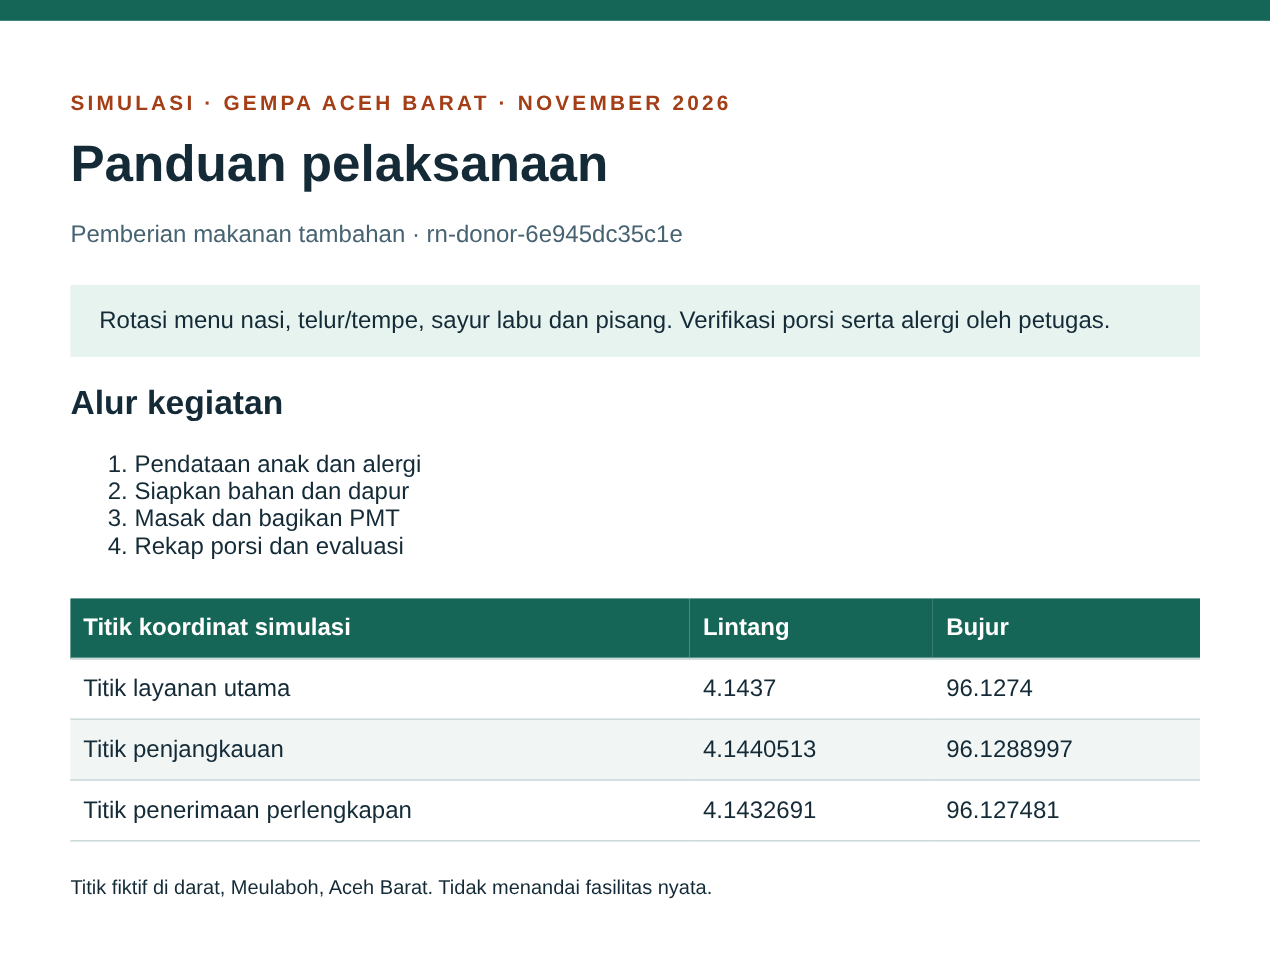 SIMULASI · GEMPA ACEH BARAT · NOVEMBER 2026
Panduan pelaksanaan
Pemberian makanan tambahan · rn-donor-6e945dc35c1e
Rotasi menu nasi, telur/tempe, sayur labu dan pisang. Verifikasi porsi serta alergi oleh petugas.
Alur kegiatan
1. Pendataan anak dan alergi
2. Siapkan bahan dan dapur
3. Masak dan bagikan PMT
4. Rekap porsi dan evaluasi
Titik koordinat simulasi Lintang Bujur
Titik layanan utama 4.1437 96.1274
Titik penjangkauan 4.1440513 96.1288997
Titik penerimaan perlengkapan 4.1432691 96.127481
Titik fiktif di darat, Meulaboh, Aceh Barat. Tidak menandai fasilitas nyata.